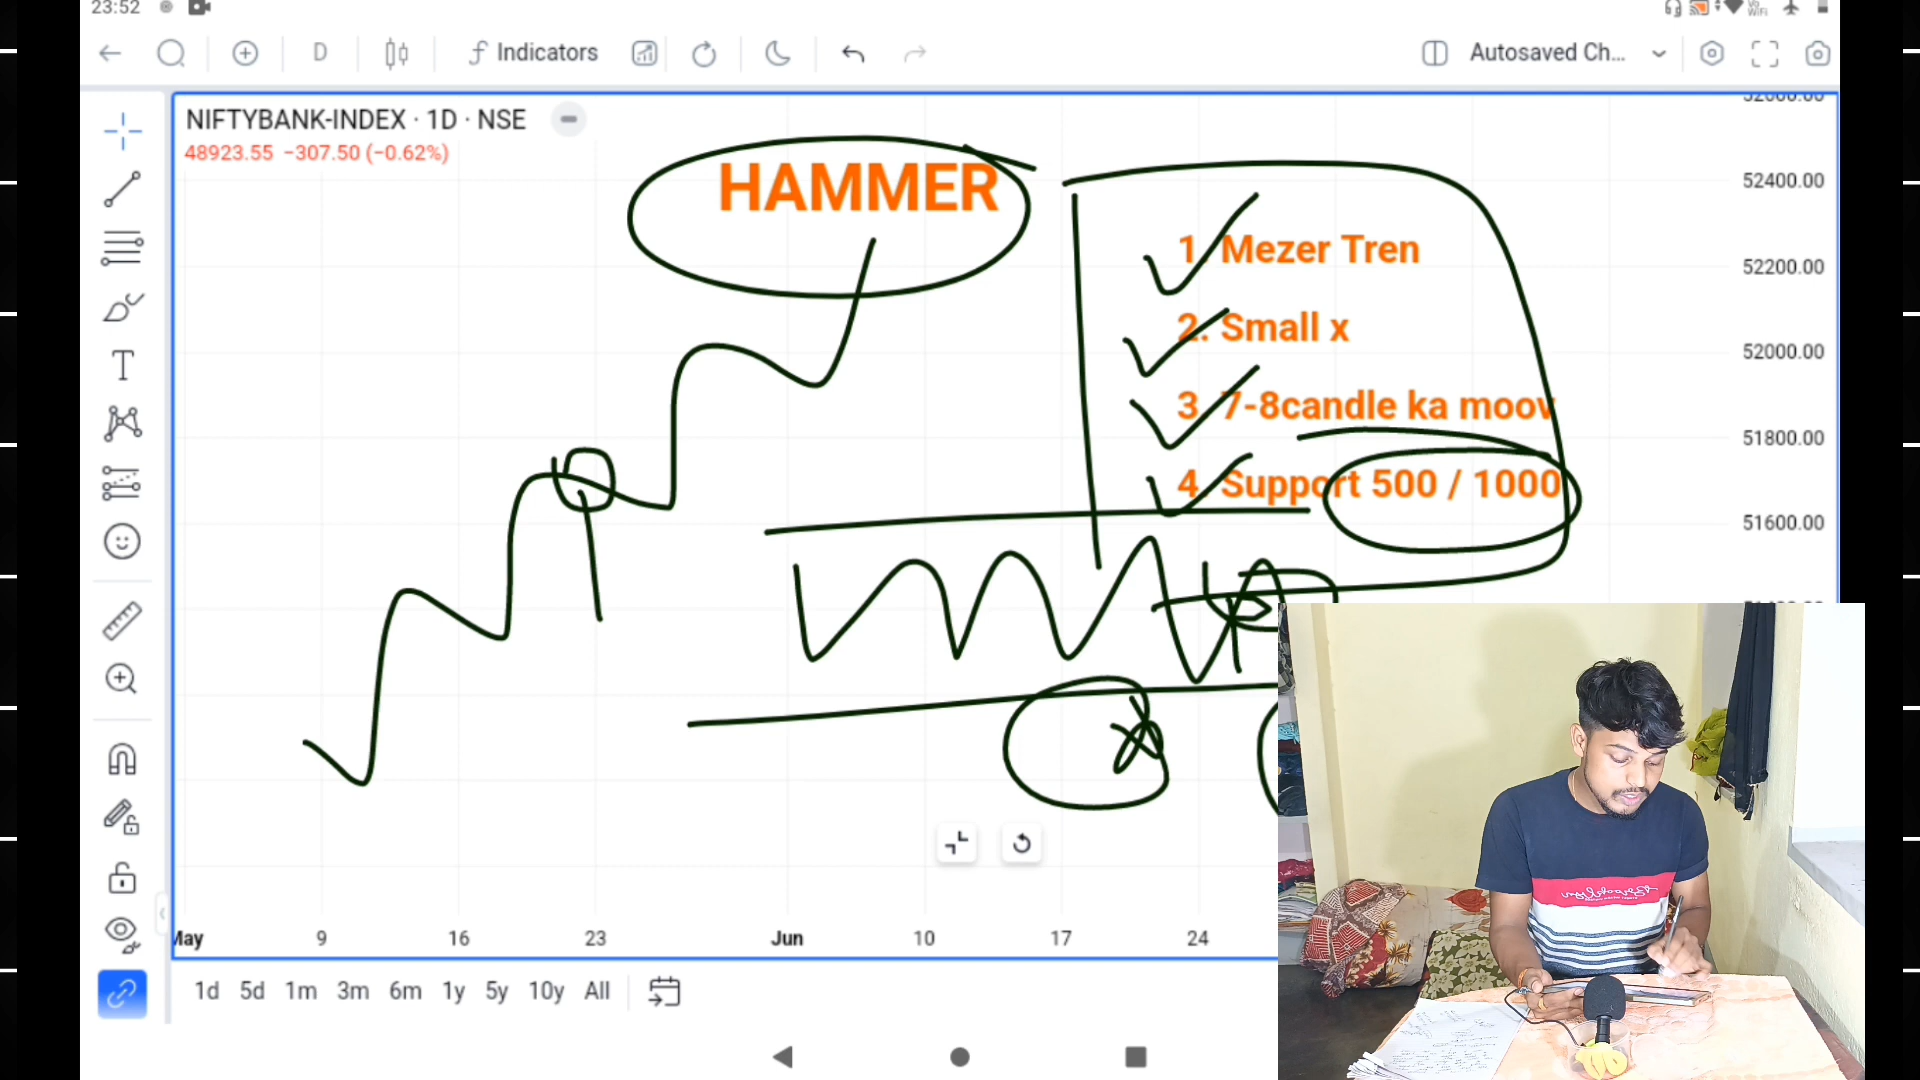 23:52
D
Indicators
Autosaved Ch...
NIFTYBANK-INDEX · 1D · NSE
48923.55 −307.50 (−0.62%)
HAMMER
1. Mezer Tren
2. Small x
3. 7-8candle ka moov
4. Support 500 / 1000
52000.00
52400.00
52200.00
52000.00
51800.00
51600.00
May 9 16 23 Jun 10 17 24
1d 5d 1m 3m 6m 1y 5y 10y All